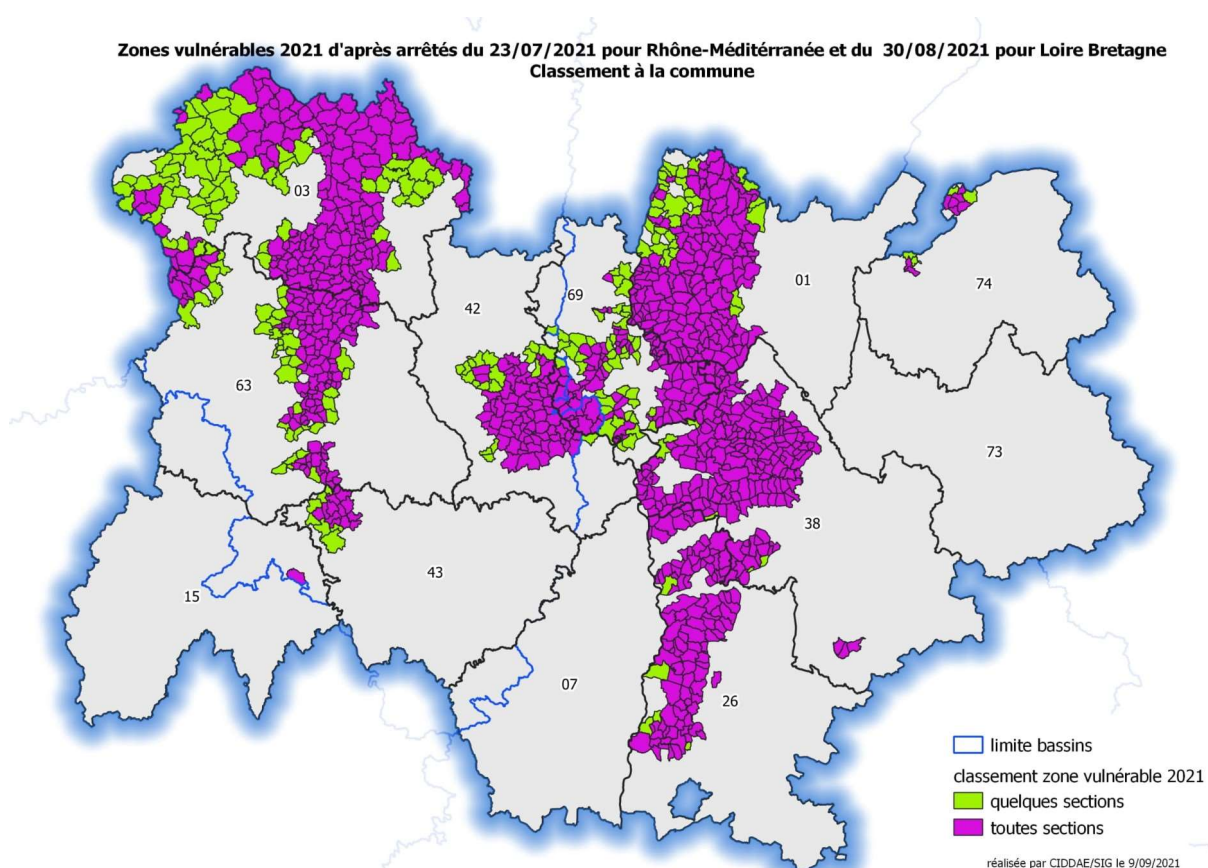 Zones vulnérables 2021 d'après arrêtés du 23/07/2021 pour Rhône-Méditérranée et du 30/08/2021 pour Loire Bretagne
Classement à la commune
03
01
74
69
42
63
73
38
43
15
07
26
limite bassins
classement zone vulnérable 2021
quelques sections
toutes sections
réalisée par CIDDAE/SIG le 9/09/2021